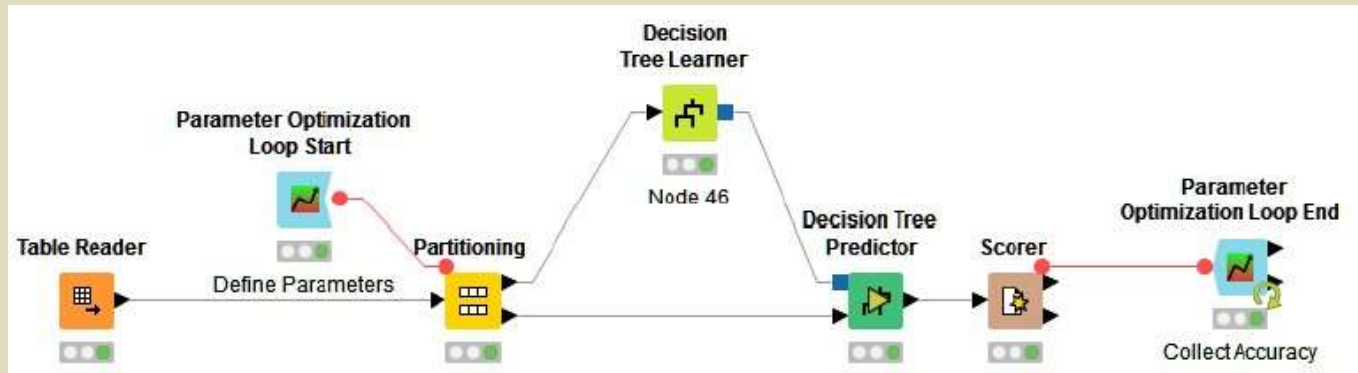 Decision
Tree Learner
Parameter Optimization
Loop Start
Node 46
Parameter
Optimization Loop End
Table Reader
Partitioning
Decision Tree
Predictor
Scorer
Define Parameters
Collect Accuracy